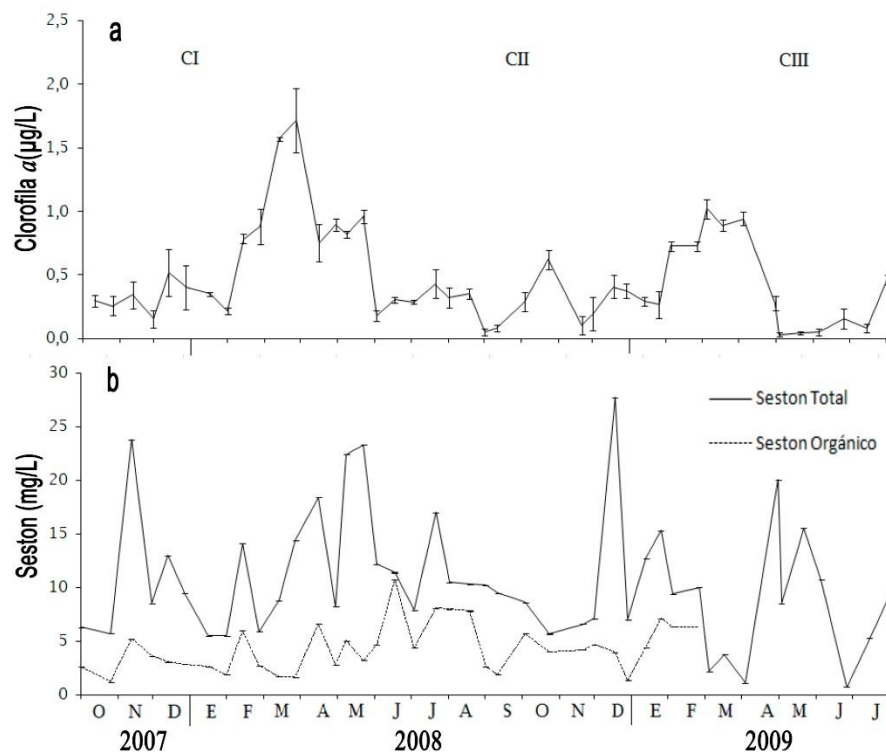 a
CI
CII
CIII
Clorofila a(µg/L)
2,5
2,0
1,5
1,0
0,5
0,0
b
Seston Total
Seston Orgánico
Seston (mg/L)
30
25
20
15
10
5
0
O N D E F M A M J J A S O N D E F M A M J J
2007 2008 2009